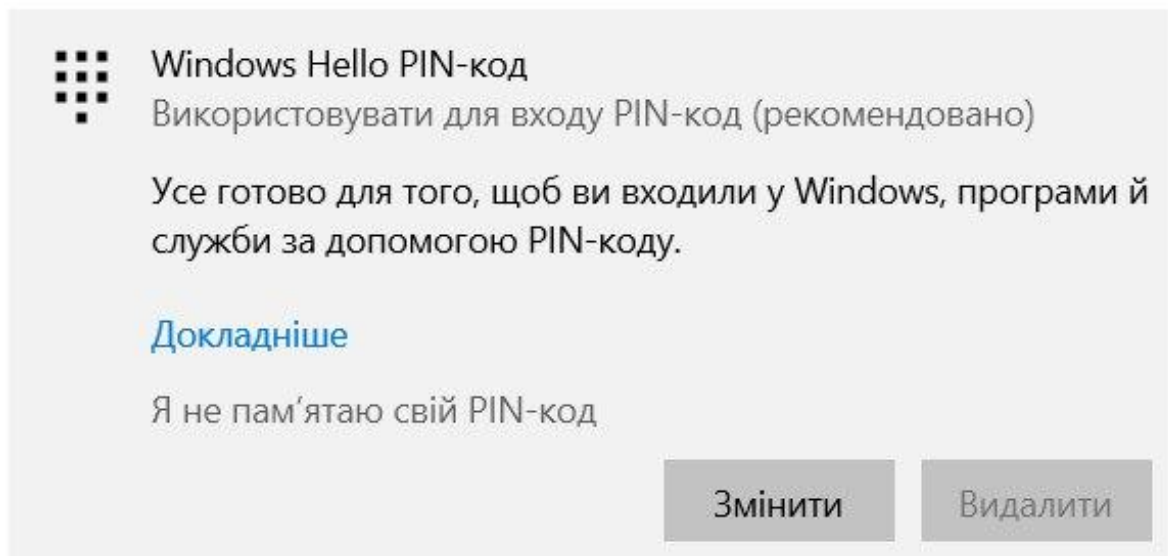 Windows Hello PIN-код
Використовувати для входу PIN-код (рекомендовано)
Усе готово для того, щоб ви входили у Windows, програми й
служби за допомогою PIN-коду.
Докладніше
Я не пам’ятаю свій PIN-код
Змінити Видалити